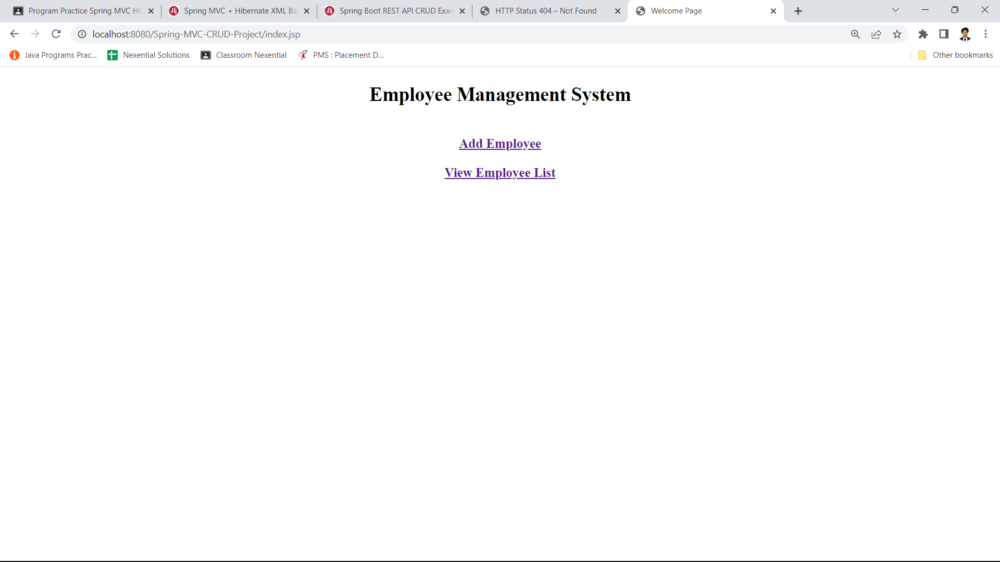 Program Practice Spring MVC Hib
Spring MVC + Hibernate XML Ba
Spring Boot REST API CRUD Exam
HTTP Status 404 – Not Found
Welcome Page
localhost:8080/Spring-MVC-CRUD-Project/index.jsp
Java Programs Prac...
Nexential Solutions
Classroom Nexential
PMS : Placement D...
Other bookmarks
Employee Management System
Add Employee
View Employee List